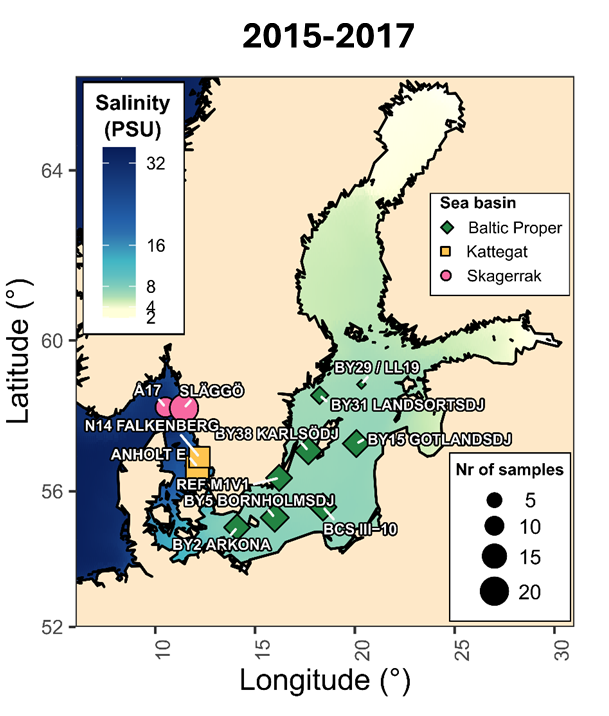 2015-2017
Salinity
(PSU)
32
16
8
4
2
Sea basin
Baltic Proper
Kattegat
Skagerrak
64
60
56
52
Latitude (°)
BY29 / LL19
A17
SLÄGGÖ
BY31 LANDSORTSDJ
N14 FALKENBERG
BY38 KARLSÖDJ
BY15 GOTLANDSDJ
ANHOLT E
REF M1V1
BY5 BORNHOLMSDJ
BCS III-10
BY2 ARKONA
Nr of samples
5
10
15
20
10
15
20
25
30
Longitude (°)